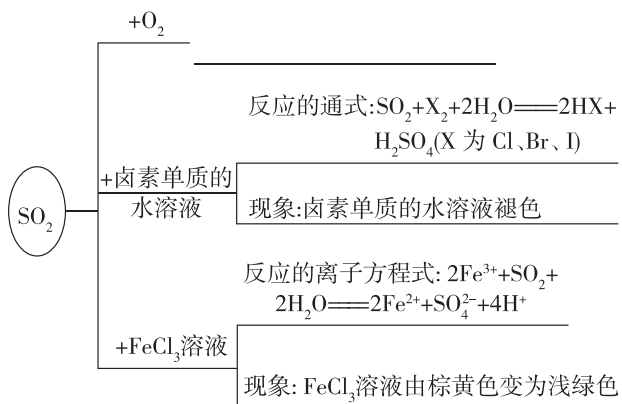 +O₂
反应的通式:SO₂+X₂+2H₂O══2HX+
H₂SO₄(X 为 Cl、Br、I)
+卤素单质的
水溶液
SO₂
现象:卤素单质的水溶液褪色
反应的离子方程式: 2Fe³⁺+SO₂+
2H₂O══2Fe²⁺+SO₄²⁻+4H⁺
+FeCl₃溶液
现象: FeCl₃溶液由棕黄色变为浅绿色